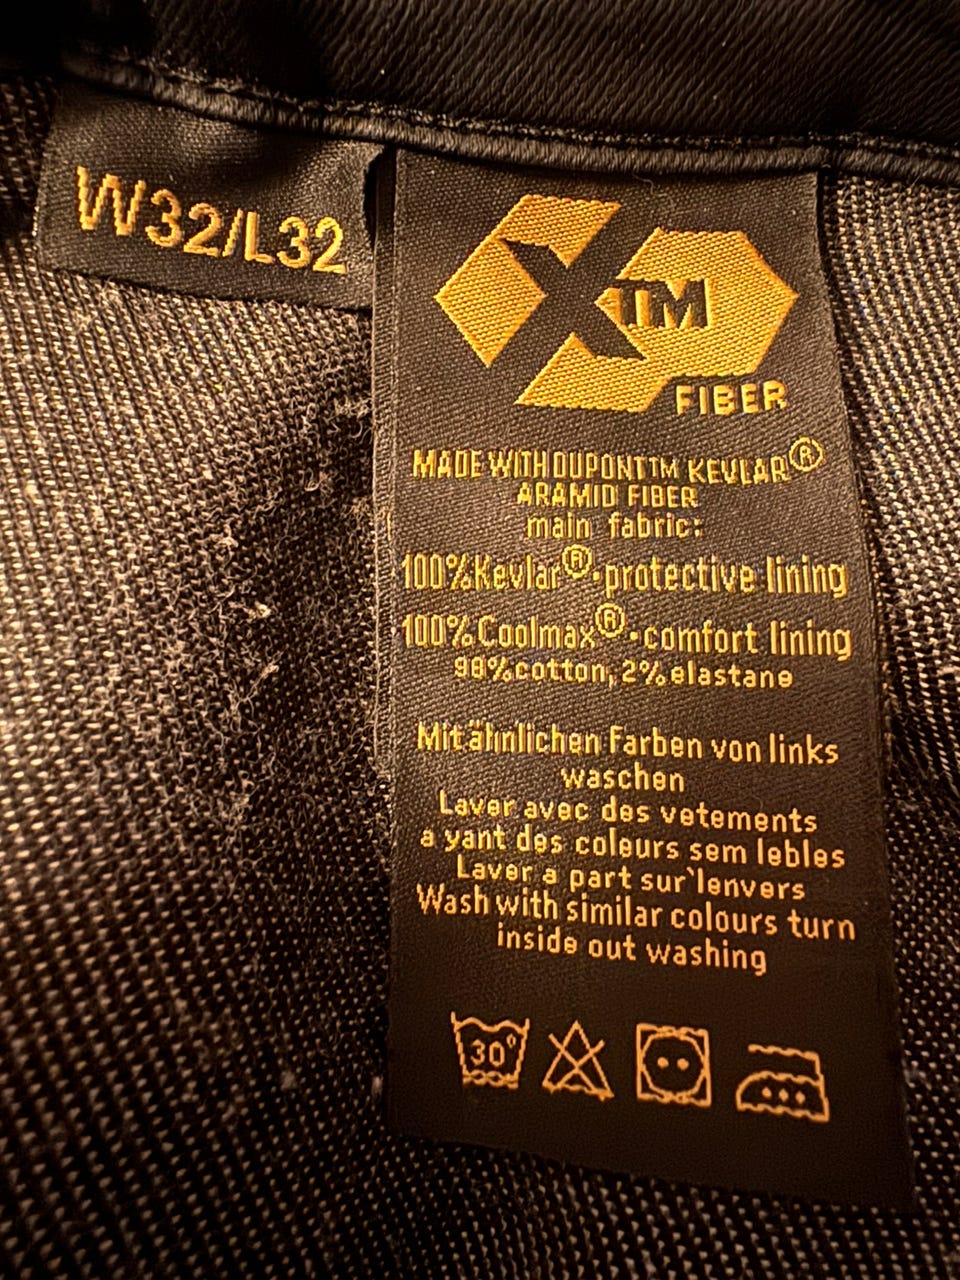 W32/L32
X™
FIBER
MADE WITH DUPONT™ KEVLAR®
ARAMID FIBER
main fabric:
100%Kevlar®·protective lining
100%Coolmax®·comfort lining
98%cotton,2%elastane
Mit ähnlichen Farben von links
waschen
Laver avec des vetements
a yant des coleurs sem lebles
Laver a part sur`lenvers
Wash with similar colours turn
inside out washing
30°